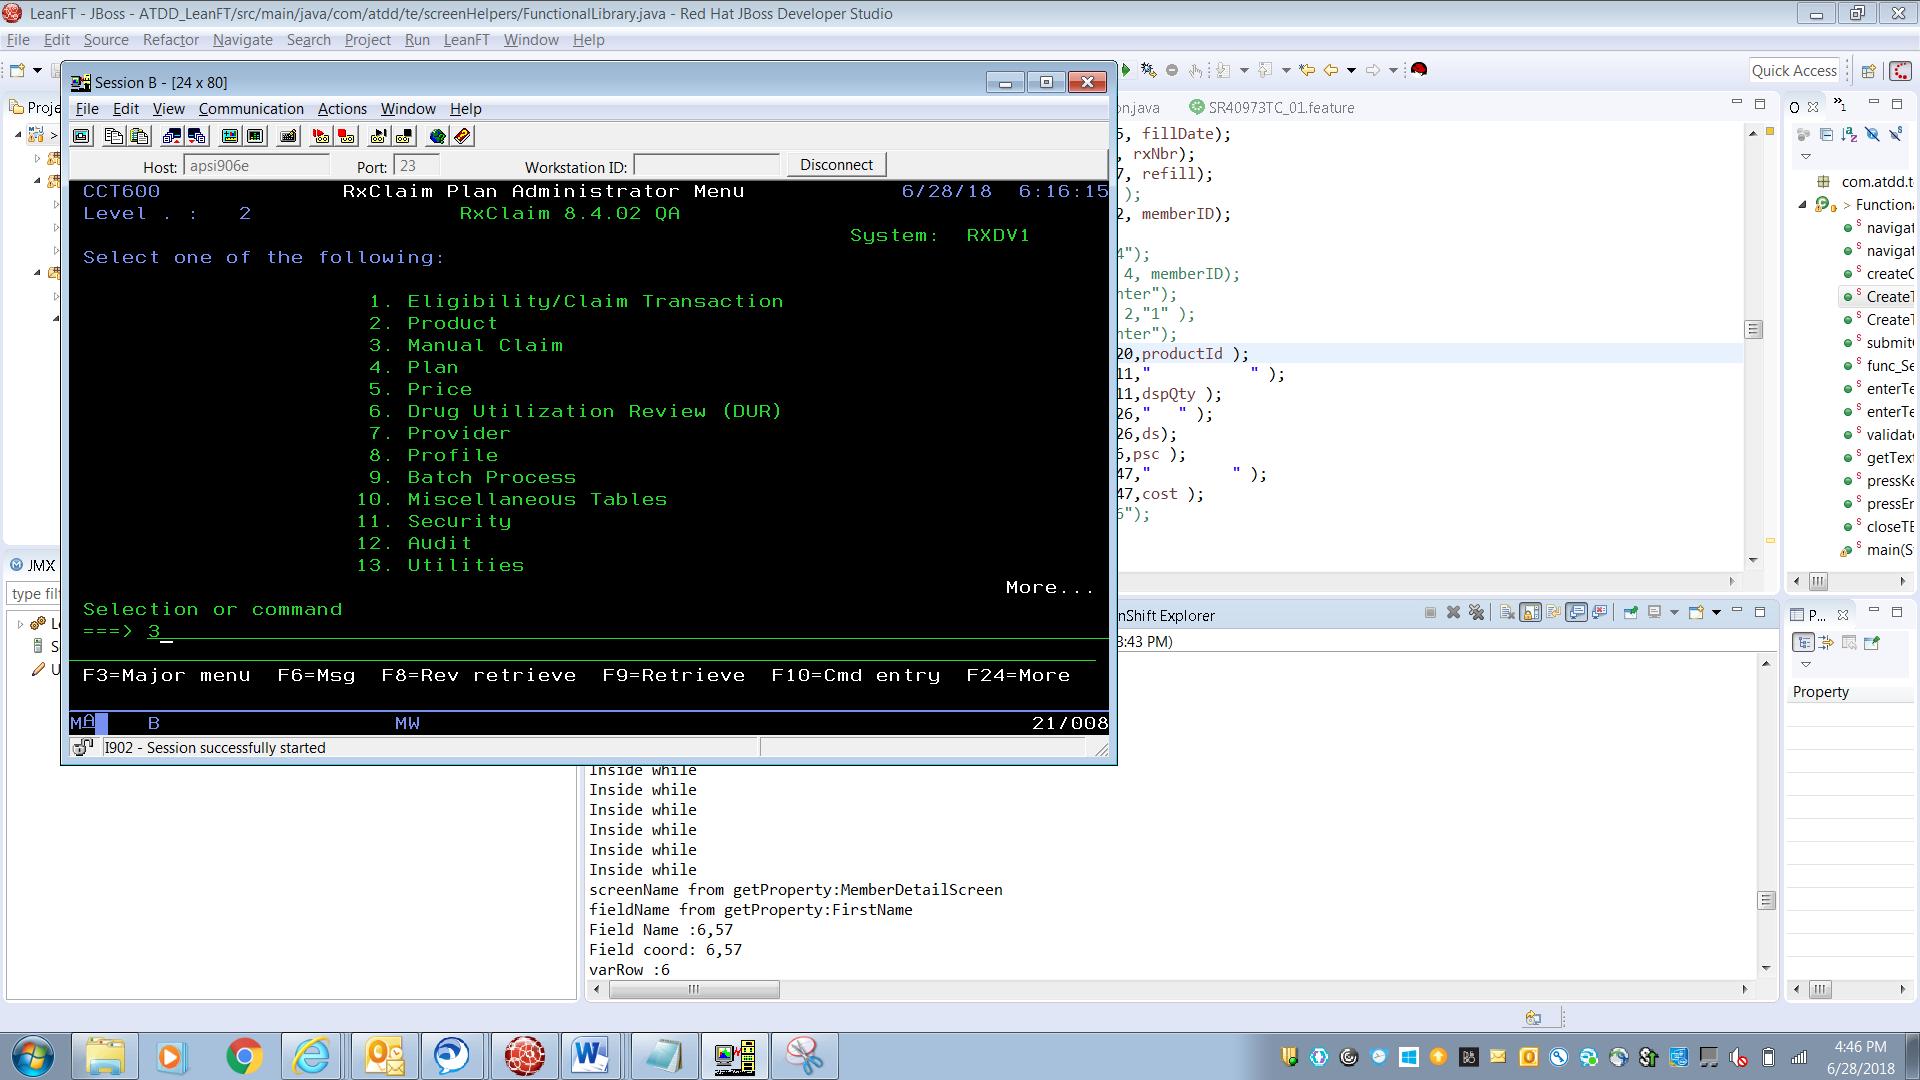 LeanFT - JBoss - ATDD_LeanFT/src/main/java/com/atdd/te/screenHelpers/FunctionalLibrary.java - Red Hat JBoss Developer Studio
File Edit Source Refactor Navigate Search Project Run LeanFT Window Help
Quick Access
Session B - [24 x 80]
File Edit View Communication Actions Window Help
Host: apsi906e Port: 23 Workstation ID: Disconnect
CCT600 RxClaim Plan Administrator Menu 6/28/18 6:16:15
Level . : 2 RxClaim 8.4.02 QA
System: RXDV1
Select one of the following:
1. Eligibility/Claim Transaction
2. Product
3. Manual Claim
4. Plan
5. Price
6. Drug Utilization Review (DUR)
7. Provider
8. Profile
9. Batch Process
10. Miscellaneous Tables
11. Security
12. Audit
13. Utilities
More...
Selection or command
===> 3
F3=Major menu F6=Msg F8=Rev retrieve F9=Retrieve F10=Cmd entry F24=More
MA B MW 21/008
I902 - Session successfully started
Proje
JMX
type filt
on.java SR40973TC_01.feature
5, fillDate);
, rxNbr);
7, refill);
);
2, memberID);
4");
4, memberID);
nter");
2,"1" );
nter");
20,productId );
11," " );
11,dspQty );
26," " );
26,ds);
6,psc );
47," " );
47,cost );
6");
O
com.atdd.t
> Functiona
navigat
navigat
createC
CreateT
CreateT
submit
func_Se
enterTe
enterTe
validat
getText
pressKe
pressEn
closeTE
main(S
nShift Explorer
3:43 PM)
Inside while
Inside while
Inside while
Inside while
Inside while
Inside while
screenName from getProperty:MemberDetailScreen
fieldName from getProperty:FirstName
Field Name :6,57
Field coord: 6,57
varRow :6
P...
Property
4:46 PM
6/28/2018